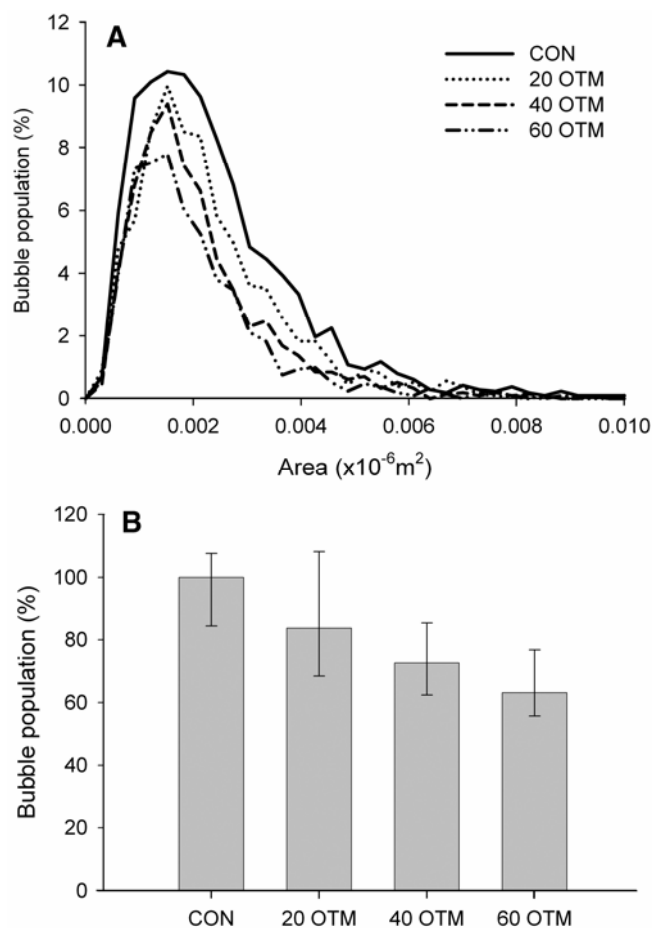 A
CON
20 OTM
40 OTM
60 OTM
Bubble population (%)
12
10
8
6
4
2
0
0.000 0.002 0.004 0.006 0.008 0.010
Area (x10⁻⁶m²)
B
Bubble population (%)
120
100
80
60
40
20
0
CON 20 OTM 40 OTM 60 OTM